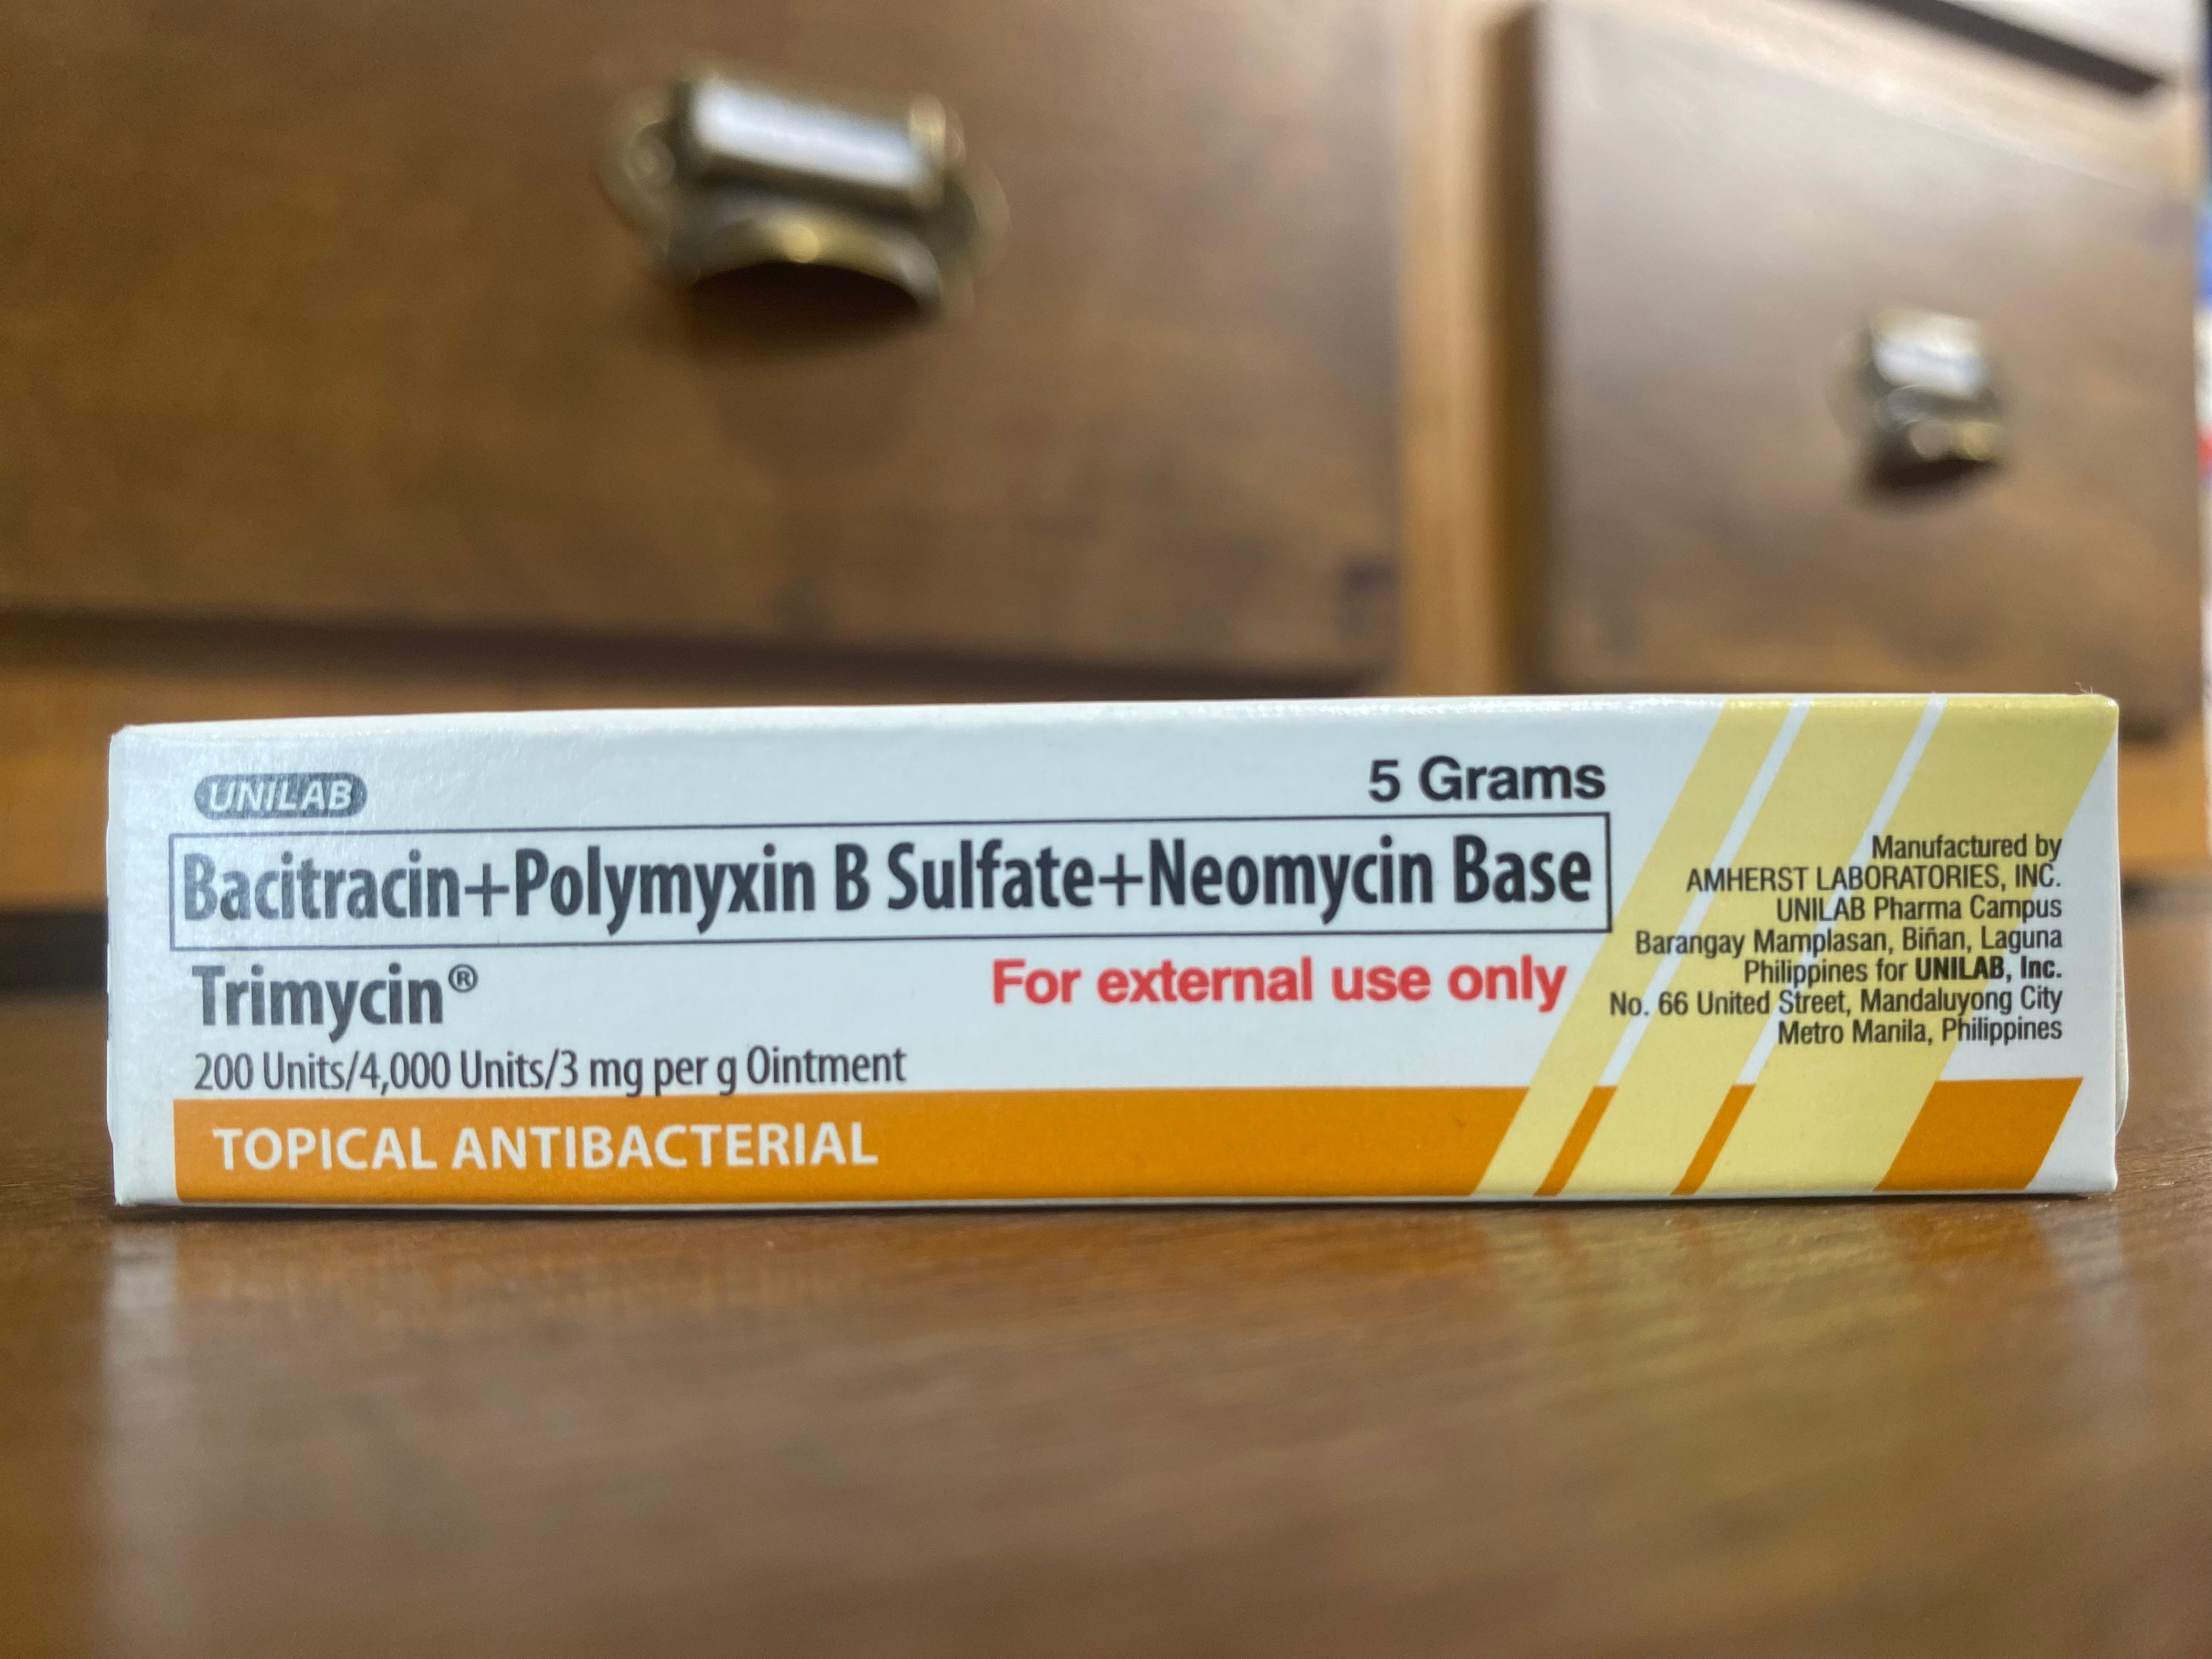 UNILAB
5 Grams
Bacitracin+Polymyxin B Sulfate+Neomycin Base
Trimycin®
For external use only
200 Units/4,000 Units/3 mg per g Ointment
TOPICAL ANTIBACTERIAL
Manufactured by
AMHERST LABORATORIES, INC.
UNILAB Pharma Campus
Barangay Mamplasan, Biñan, Laguna
Philippines for UNILAB, Inc.
No. 66 United Street, Mandaluyong City
Metro Manila, Philippines